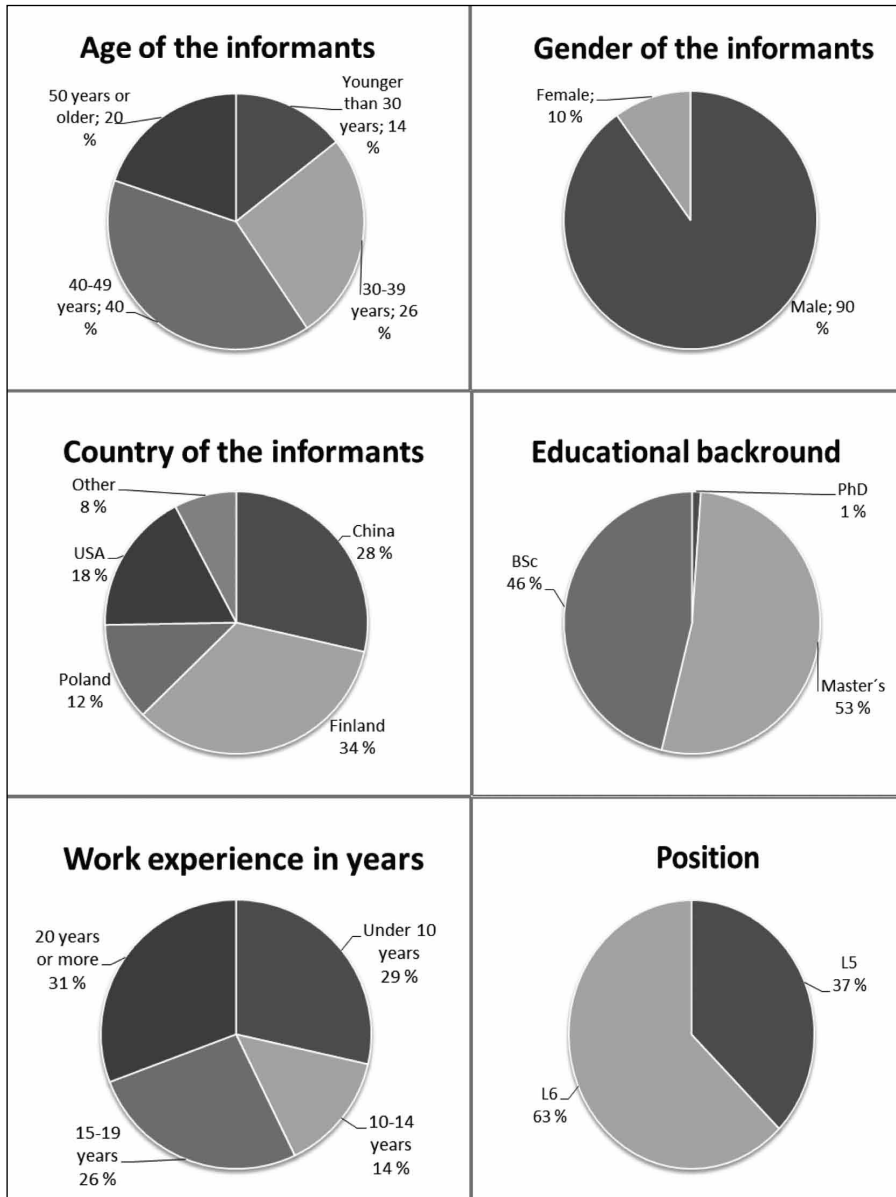 Age of the informants
50 years or
older; 20
%
Younger
than 30
years; 14
%
40-49
years; 40
%
30-39
years; 26
%
Gender of the informants
Female;
10 %
Male; 90
%
Country of the informants
Other
8 %
China
28 %
USA
18 %
Poland
12 %
Finland
34 %
Educational backround
PhD
1 %
BSc
46 %
Master´s
53 %
Work experience in years
20 years
or more
31 %
Under 10
years
29 %
15-19
years
26 %
10-14
years
14 %
Position
L5
37 %
L6
63 %